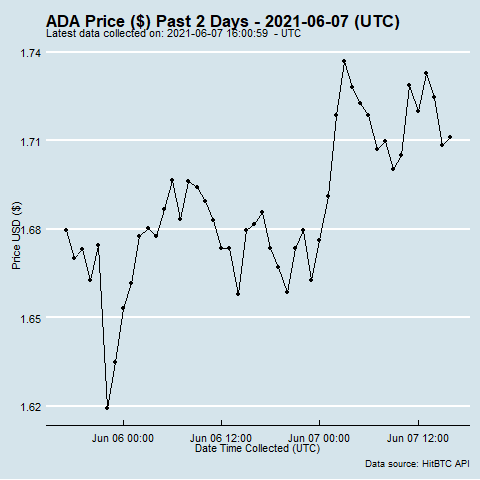 ADA Price ($) Past 2 Days - 2021-06-07 (UTC)
Latest data collected on: 2021-06-07 16:00:59 - UTC
1.74
1.71
1.68
1.65
1.62
Price USD ($)
Jun 06 00:00 Jun 06 12:00 Jun 07 00:00 Jun 07 12:00
Date Time Collected (UTC)
Data source: HitBTC API